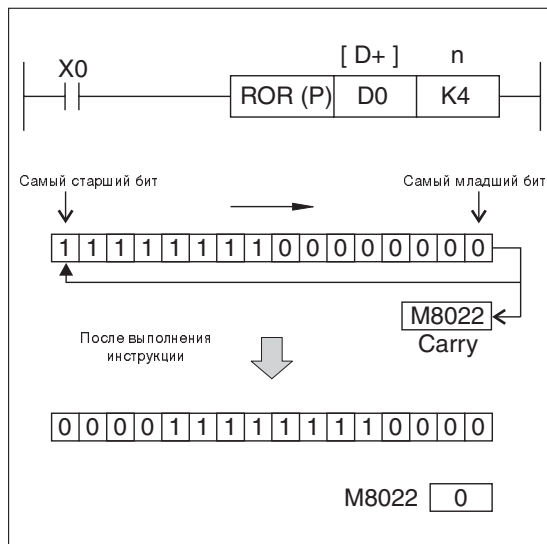 [ D+ ] n
X0
ROR (P) D0 K4
Самый старший бит Самый младший бит
1 1 1 1 1 1 1 1 0 0 0 0 0 0 0 0
M8022
Carry
После выполнения
инструкции
0 0 0 0 1 1 1 1 1 1 1 1 0 0 0 0
M8022 0